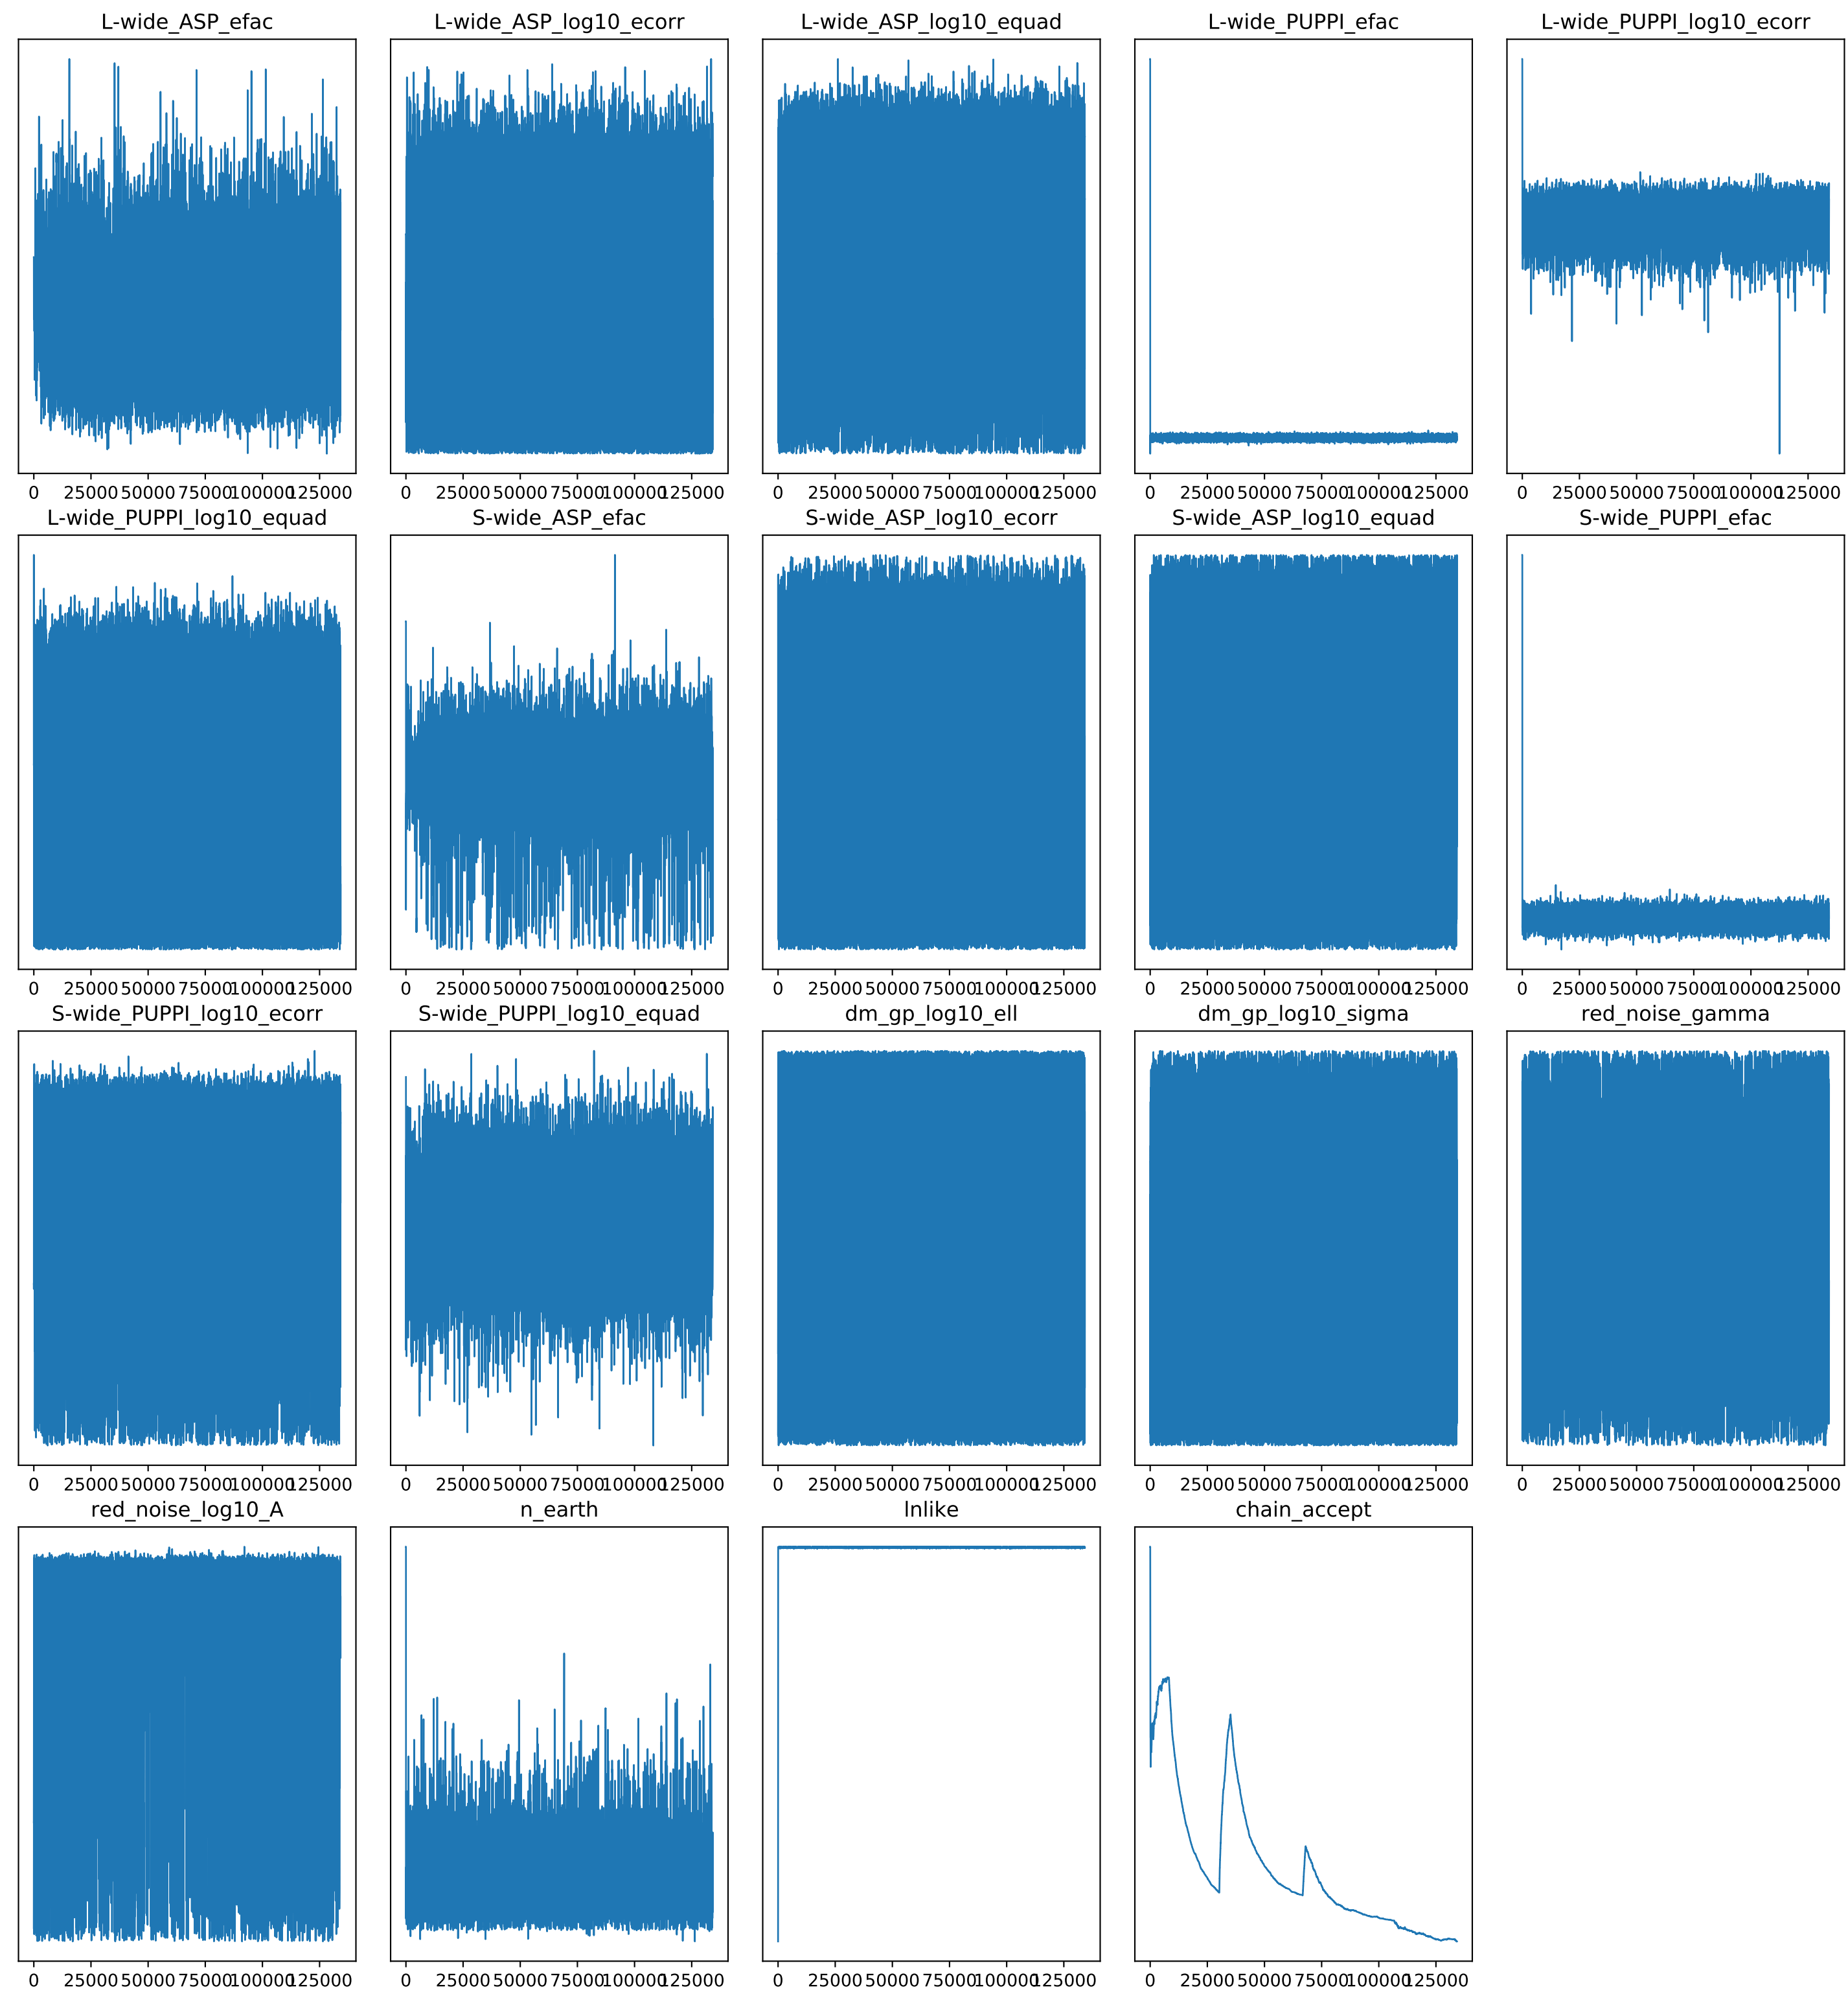 L-wide_ASP_efac L-wide_ASP_log10_ecorr L-wide_ASP_log10_equad L-wide_PUPPI_efac L-wide_PUPPI_log10_ecorr
0 25000 50000 75000 100000 125000 0 25000 50000 75000 100000 125000 0 25000 50000 75000 100000 125000 0 25000 50000 75000 100000 125000 0 25000 50000 75000 100000 125000
L-wide_PUPPI_log10_equad S-wide_ASP_efac S-wide_ASP_log10_ecorr S-wide_ASP_log10_equad S-wide_PUPPI_efac
0 25000 50000 75000 100000 125000 0 25000 50000 75000 100000 125000 0 25000 50000 75000 100000 125000 0 25000 50000 75000 100000 125000 0 25000 50000 75000 100000 125000
S-wide_PUPPI_log10_ecorr S-wide_PUPPI_log10_equad dm_gp_log10_ell dm_gp_log10_sigma red_noise_gamma
0 25000 50000 75000 100000 125000 0 25000 50000 75000 100000 125000 0 25000 50000 75000 100000 125000 0 25000 50000 75000 100000 125000 0 25000 50000 75000 100000 125000
red_noise_log10_A n_earth lnlike chain_accept
0 25000 50000 75000 100000 125000 0 25000 50000 75000 100000 125000 0 25000 50000 75000 100000 125000 0 25000 50000 75000 100000 125000